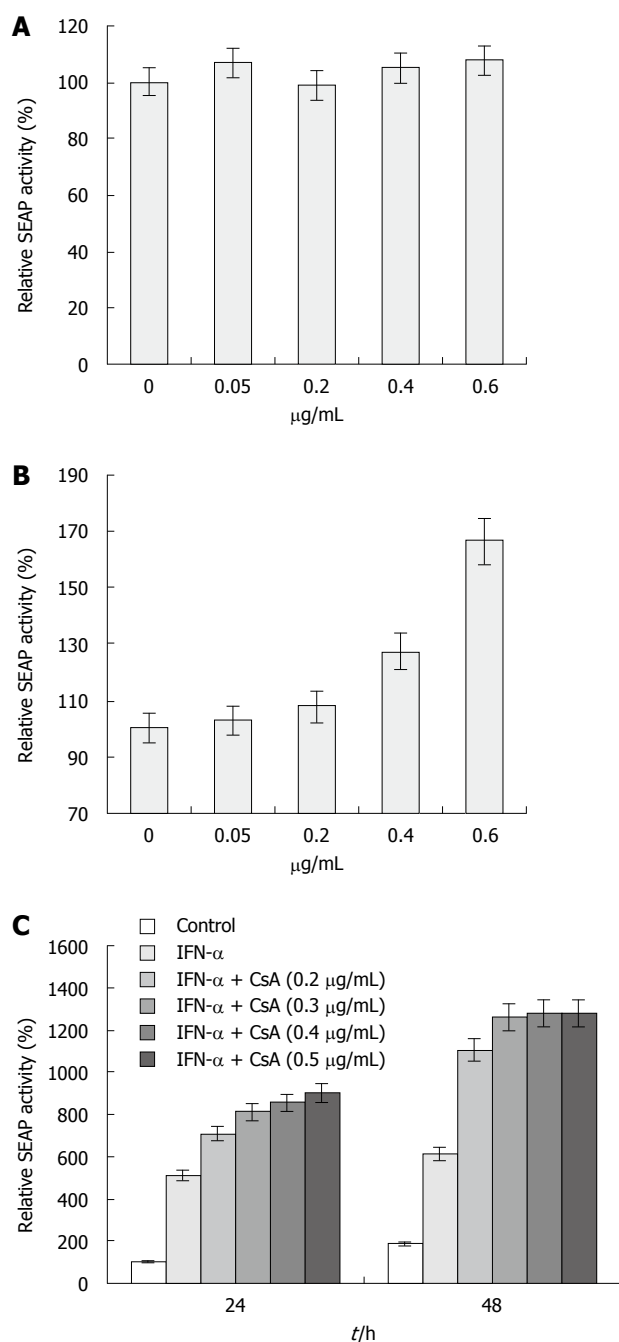 A
Relative SEAP activity (%)
120
100
80
60
40
20
0
0 0.05 0.2 0.4 0.6
μg/mL
B
Relative SEAP activity (%)
190
170
150
130
110
90
70
0 0.05 0.2 0.4 0.6
μg/mL
C
Relative SEAP activity (%)
1600
1400
1200
1000
800
600
400
200
0
Control
IFN-α
IFN-α + CsA (0.2 μg/mL)
IFN-α + CsA (0.3 μg/mL)
IFN-α + CsA (0.4 μg/mL)
IFN-α + CsA (0.5 μg/mL)
24 48
t/h